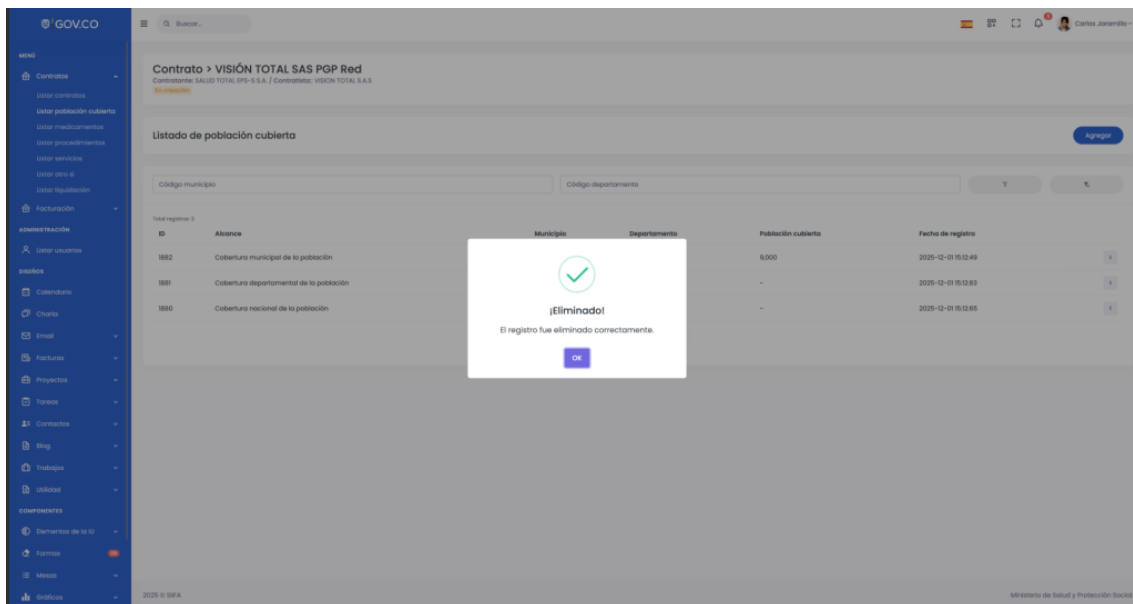 GOV.CO
Buscar...
Carlos Jaramillo
MENÚ
Contratos
Listar contratos
Listar población cubierta
Listar medicamentos
Listar procedimientos
Listar servicios
Listar otro si
Listar liquidación
Facturación
ADMINISTRACIÓN
Listar usuarios
DISEÑOS
Calendario
Charla
Email
Facturas
Proyectos
Tareas
Contactos
Blog
Trabajos
Utilidad
COMPONENTES
Elementos de la IU
Formas
Mesas
Gráficos
Contrato > VISIÓN TOTAL SAS PGP Red
Contratante: SALUD TOTAL EPS-S S.A. / Contratista: VISION TOTAL S.A.S
En creación
Listado de población cubierta
Agregar
Código municipio
Código departamento
Total registros: 3
ID Alcance Municipio Departamento Población cubierta Fecha de registro
1882 Cobertura municipal de la población 9,000 2025-12-01 15:12:49
1881 Cobertura departamental de la población - 2025-12-01 15:12:83
1880 Cobertura nacional de la población - 2025-12-01 15:12:65
¡Eliminado!
El registro fue eliminado correctamente.
OK
2025 © SIIFA
Ministerio de Salud y Protección Social